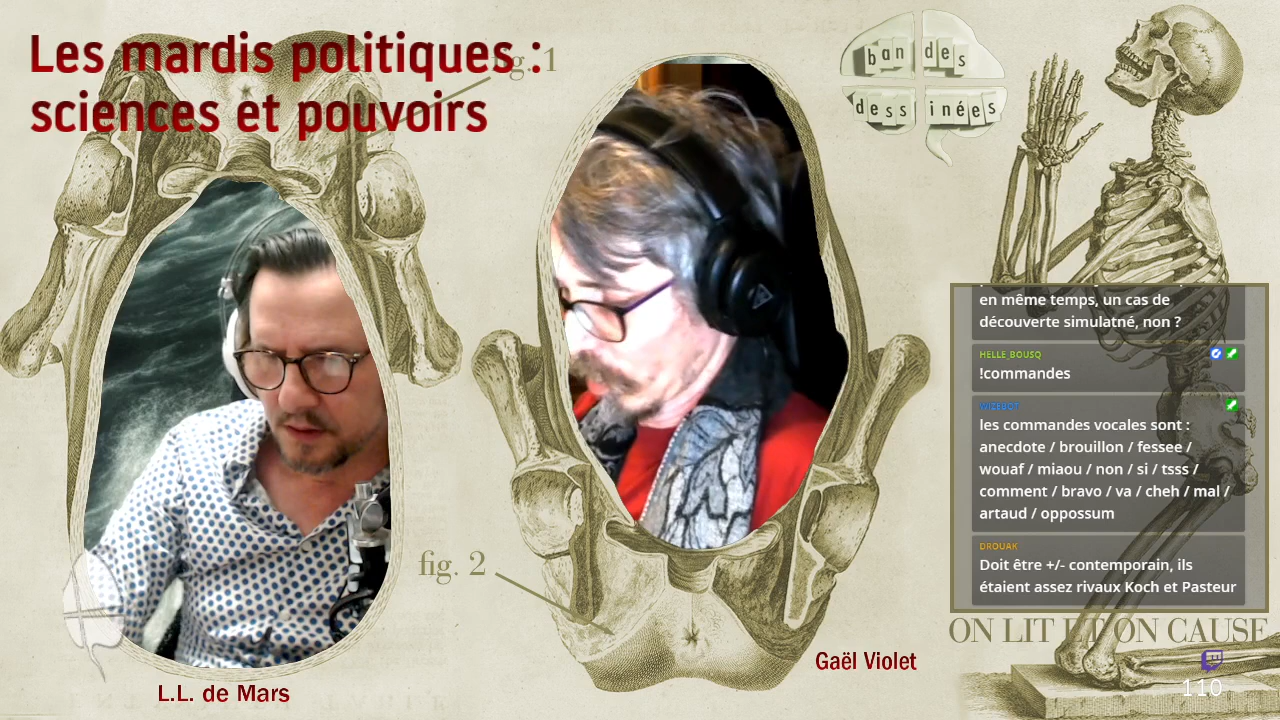 Les mardis politiques :
sciences et pouvoirs
fig. 1
ban des
dess inées
en même temps, un cas de
découverte simulatné, non ?
HELLE_BOUSQ
!commandes
WIZEBOT
les commandes vocales sont :
anecdote / brouillon / fessee /
wouaf / miaou / non / si / tsss /
comment / bravo / va / cheh / mal /
artaud / oppossum
DROUAK
Doit être +/- contemporain, ils
étaient assez rivaux Koch et Pasteur
fig. 2
ON LIT ET ON CAUSE
110
Gaël Violet
L.L. de Mars